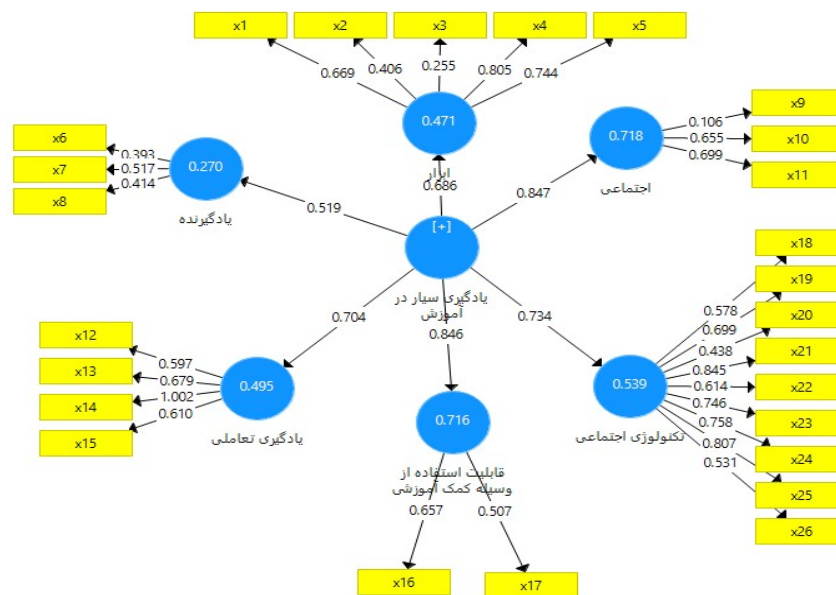 x1
x2
x3
x4
x5
0.669
0.406
0.255
0.805
0.744
0.471
ابزار
0.686
x6
x7
x8
0.393
0.517
0.414
0.270
یادگیرنده
0.519
x9
x10
x11
0.106
0.655
0.699
0.718
اجتماعی
0.847
[+]
یادگیری سیار در
آموزش
0.704
0.846
0.734
x12
x13
x14
x15
0.597
0.679
1.002
0.610
0.495
یادگیری تعاملی
0.716
قابلیت استفاده از
وسیله کمک آموزشی
0.657
0.507
x16
x17
0.539
تکنولوژی اجتماعی
0.578
0.699
0.438
0.845
0.614
0.746
0.758
0.807
0.531
x18
x19
x20
x21
x22
x23
x24
x25
x26